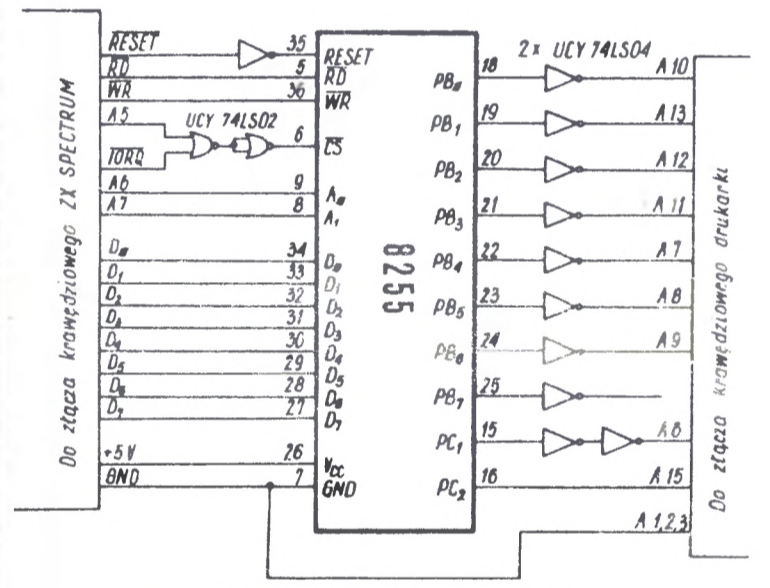 Do złącza krawędziowego ZX SPECTRUM
RESET
RD
WR
A5
IORQ
A6
A7
D0
D1
D2
D3
D4
D5
D6
D7
+5V
GND
UCY 74LS02
35
5
36
6
9
8
34
33
32
31
30
29
28
27
26
7
RESET
RD
WR
CS
A0
A1
D0
D1
D2
D3
D4
D5
D6
D7
VCC
GND
8255
PB0
PB1
PB2
PB3
PB4
PB5
PB6
PB7
PC1
PC2
18
19
20
21
22
23
24
25
15
16
2x UCY 74LS04
A 10
A 13
A 12
A 11
A 7
A 8
A 9
A 6
A 15
A 1,2,3
Do złącza krawędziowego drukarki